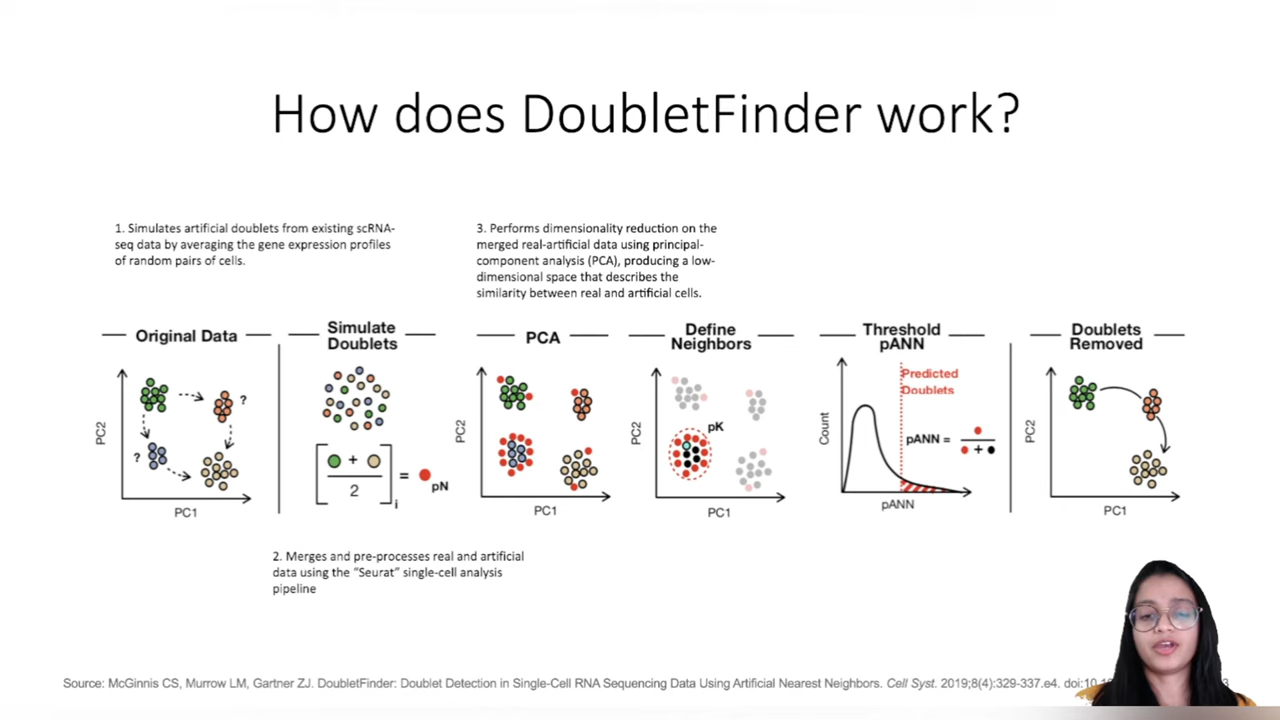 How does DoubletFinder work?
1. Simulates artificial doublets from existing scRNA-
seq data by averaging the gene expression profiles
of random pairs of cells.
3. Performs dimensionality reduction on the
merged real-artificial data using principal-
component analysis (PCA), producing a low-
dimensional space that describes the
similarity between real and artificial cells.
Original Data
PC2
?
?
PC1
Simulate
Doublets
+
2
i
=
pN
PCA
PC2
PC1
Define
Neighbors
PC2
pK
PC1
Threshold
pANN
Count
Predicted
Doublets
pANN =
+
pANN
Doublets
Removed
PC2
PC1
2. Merges and pre-processes real and artificial
data using the “Seurat” single-cell analysis
pipeline
Source: McGinnis CS, Murrow LM, Gartner ZJ. DoubletFinder: Doublet Detection in Single-Cell RNA Sequencing Data Using Artificial Nearest Neighbors. Cell Syst. 2019;8(4):329-337.e4. doi:10.1